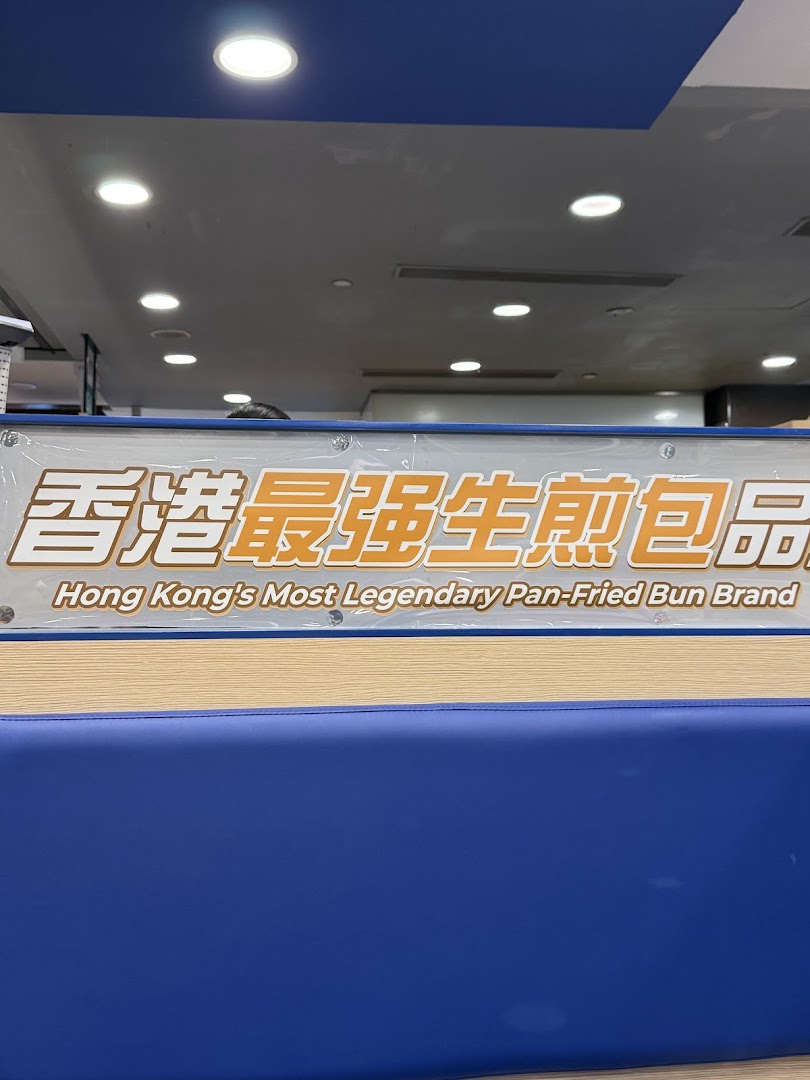 香港最强生煎包品
Hong Kong's Most Legendary Pan-Fried Bun Brand